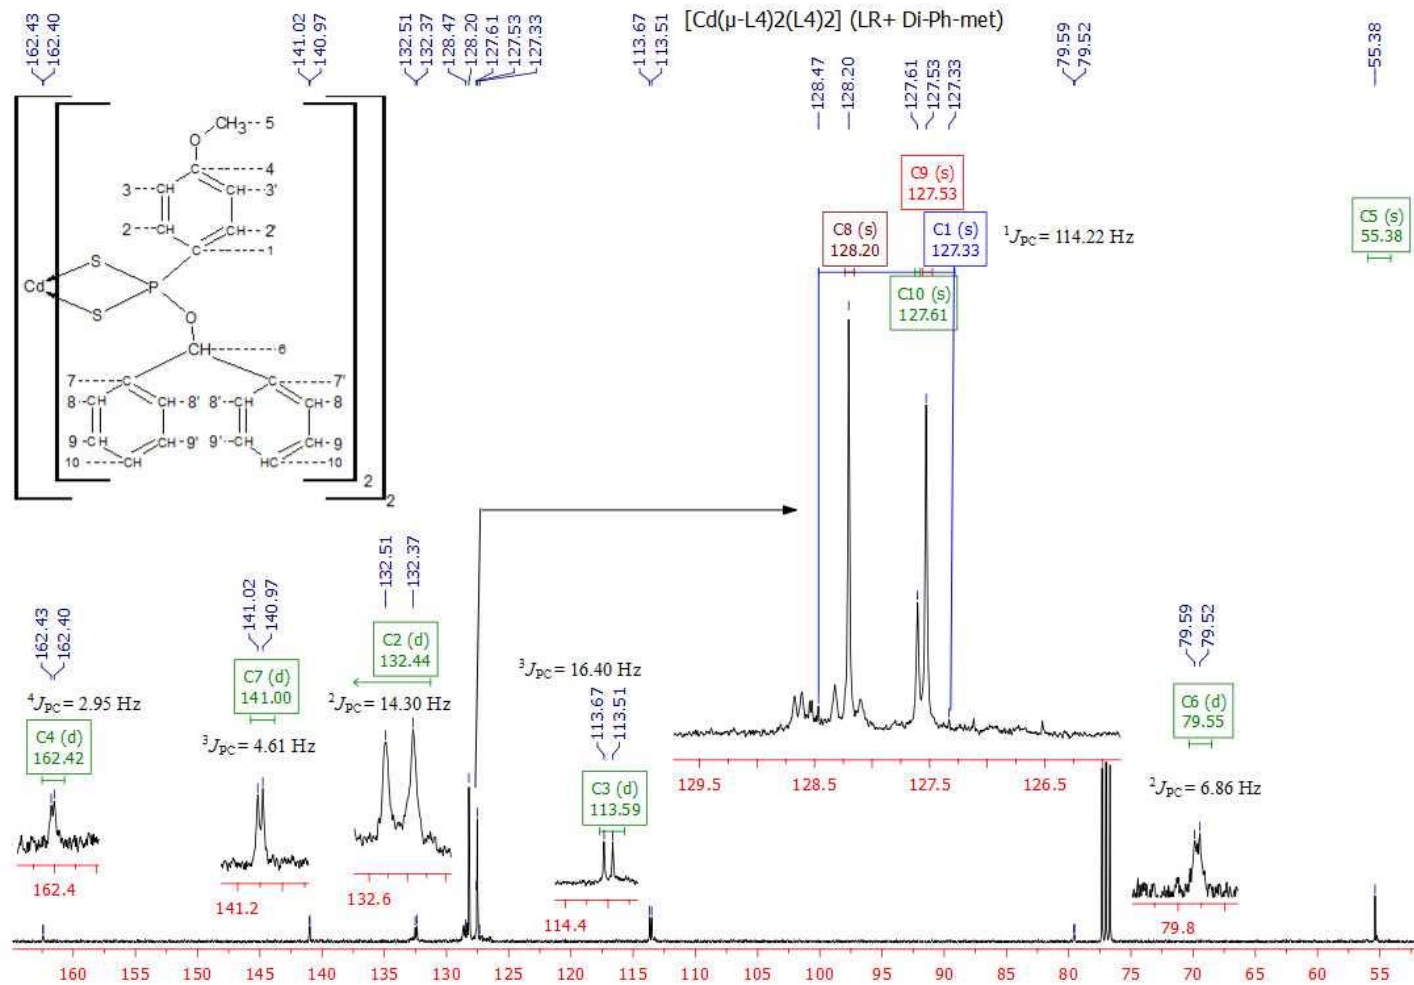 [Cd(µ-L4)2(L4)2] (LR+ Di-Ph-met)
162.43
162.40
141.02
140.97
132.51
132.37
128.47
128.20
127.61
127.53
127.33
113.67
113.51
79.59
79.52
55.38
128.47
128.20
127.61
127.53
127.33
CH₃---5
O
C---4
3---CH
CH---3'
2---CH
CH---2'
C---1
S
Cd
P
S
O
CH---6
7---C
C---7'
8-CH
CH-8'
8'-CH
CH-8
9-CH
CH-9'
9'-CH
CH-9
10---CH
HC---10
2
2
C9 (s)
127.53
C8 (s)
128.20
C1 (s)
127.33
¹JPC = 114.22 Hz
C10 (s)
127.61
C5 (s)
55.38
132.51
132.37
162.43
162.40
141.02
140.97
C2 (d)
132.44
C7 (d)
141.00
³JPC = 16.40 Hz
79.59
79.52
⁴JPC = 2.95 Hz
²JPC = 14.30 Hz
113.67
113.51
C6 (d)
79.55
C4 (d)
162.42
³JPC = 4.61 Hz
C3 (d)
113.59
129.5 128.5 127.5 126.5
²JPC = 6.86 Hz
162.4
141.2
132.6
114.4
79.8
160 155 150 145 140 135 130 125 120 115 110 105 100 95 90 85 80 75 70 65 60 55